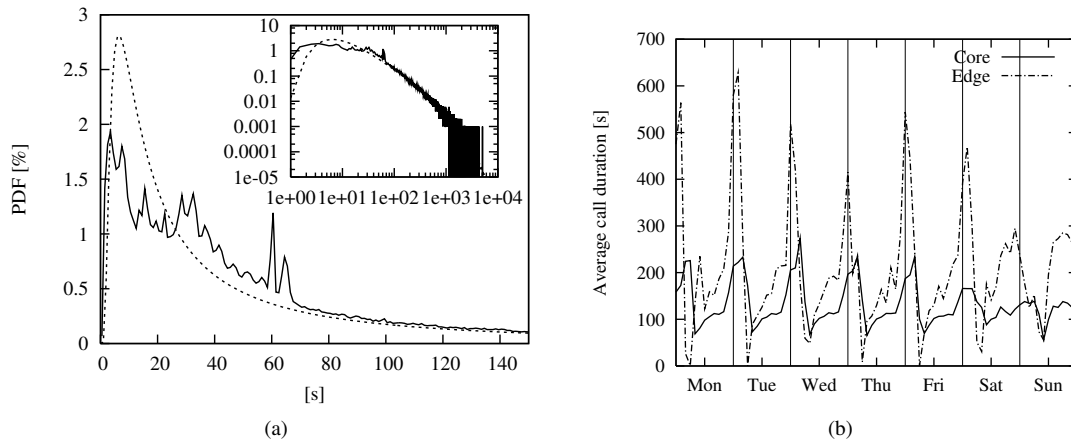 PDF [%]
3
2.5
2
1.5
1
0.5
0
0
20
40
60
80
100
120
140
[s]
10
1
0.1
0.01
0.001
0.0001
1e-05
1e+00
1e+01
1e+02
1e+03
1e+04
(a)
Average call duration [s]
700
600
500
400
300
200
100
0
Core
Edge
Mon
Tue
Wed
Thu
Fri
Sat
Sun
(b)